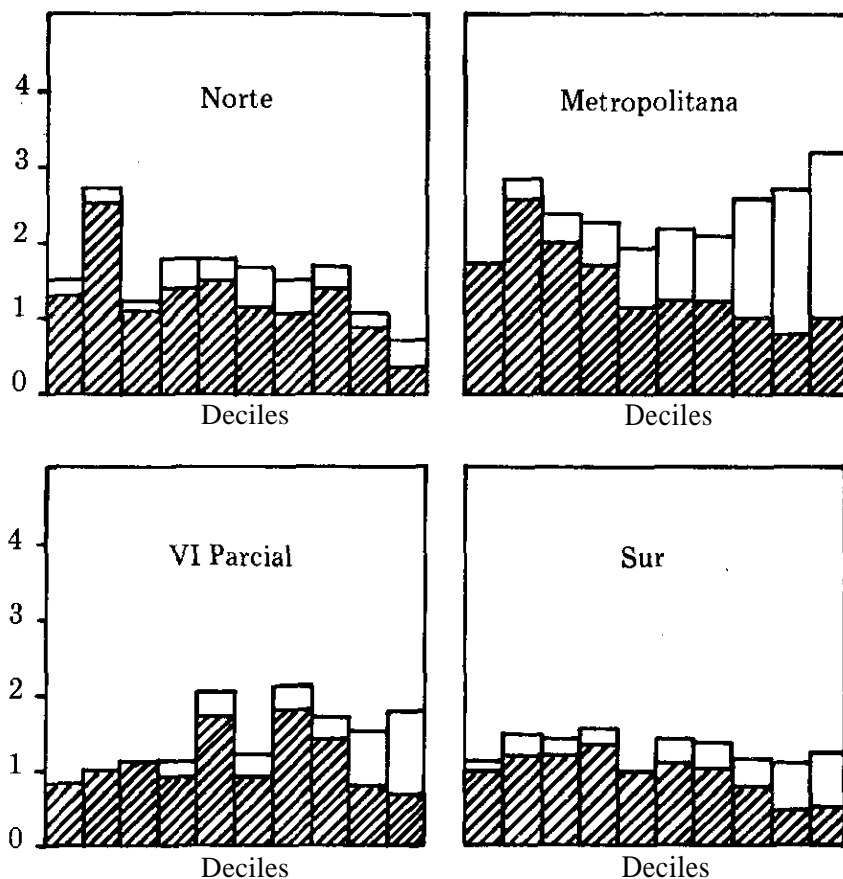 Norte
4
3
2
1
0
Deciles
Metropolitana
Deciles
VI Parcial
4
3
2
1
0
Deciles
Sur
Deciles